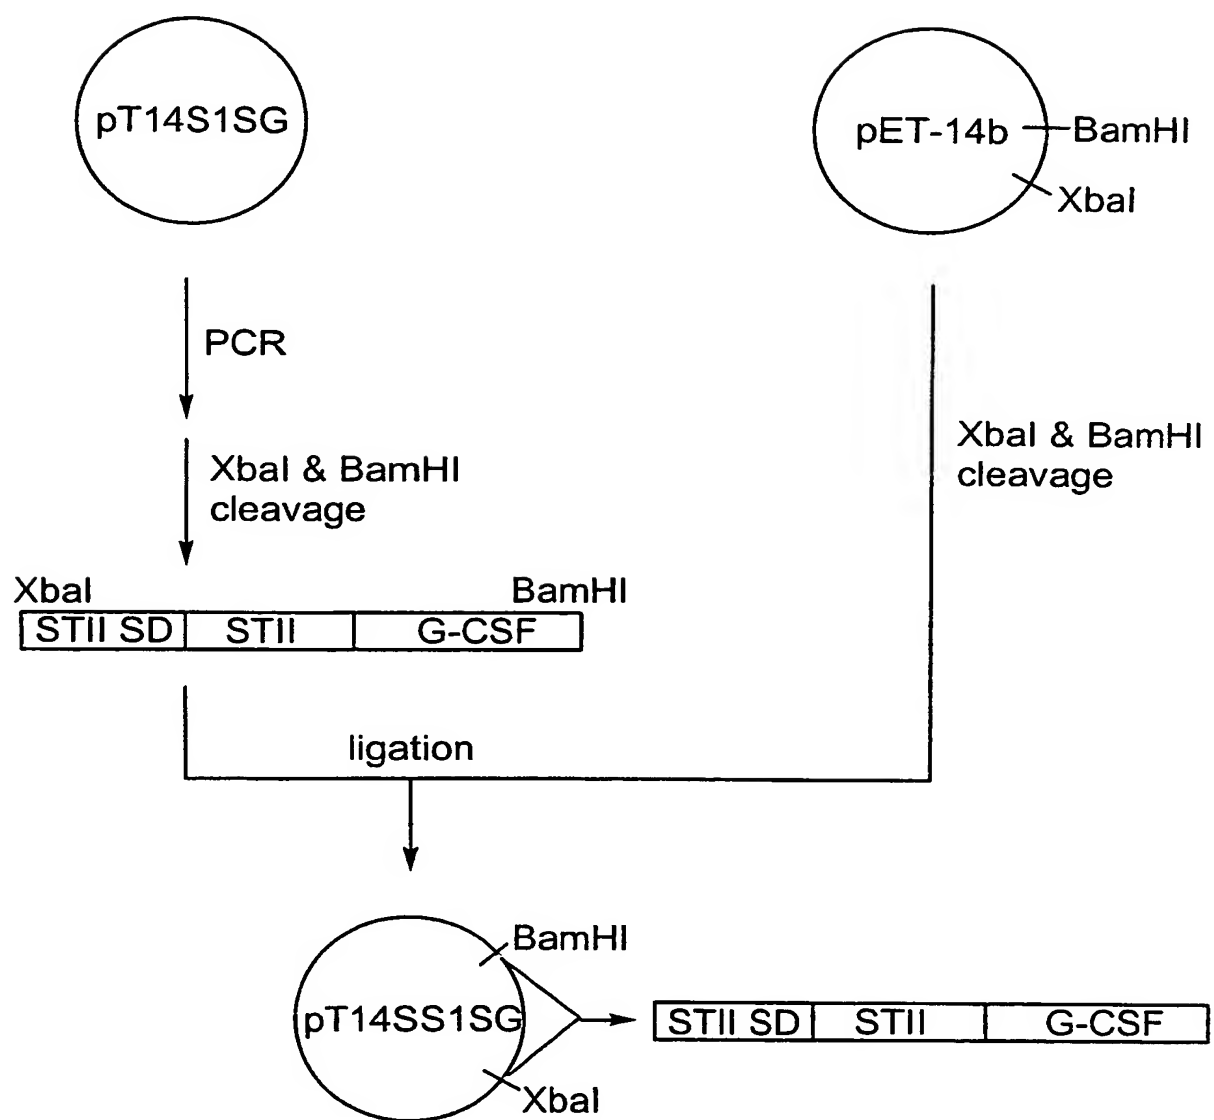 pT14S1SG
pET-14b
BamHI
XbaI
PCR
XbaI & BamHI
cleavage
XbaI & BamHI
cleavage
XbaI
BamHI
STII SD
STII
G-CSF
ligation
BamHI
pT14SS1SG
STII SD
STII
G-CSF
XbaI